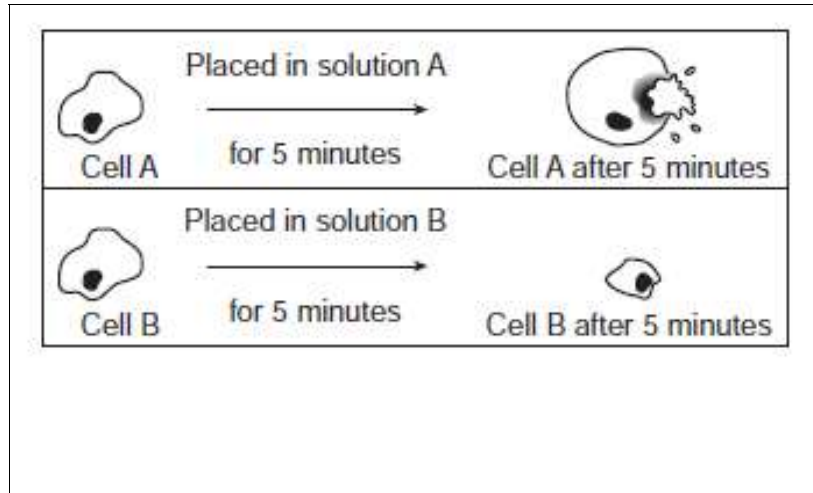 Placed in solution A
for 5 minutes
Cell A
Cell A after 5 minutes
Placed in solution B
for 5 minutes
Cell B
Cell B after 5 minutes